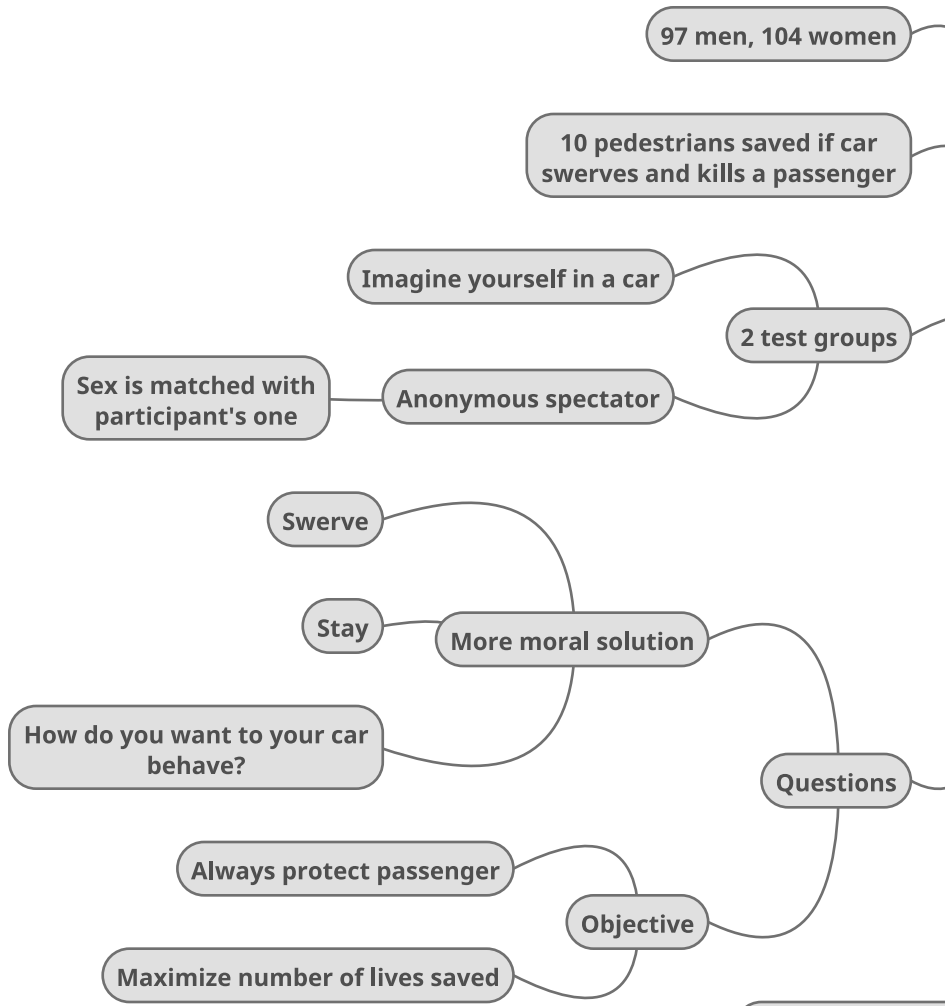 97 men, 104 women
10 pedestrians saved if car
swerves and kills a passenger
Imagine yourself in a car
2 test groups
Sex is matched with
participant's one
Anonymous spectator
Swerve
Stay
More moral solution
How do you want to your car
behave?
Questions
Always protect passenger
Objective
Maximize number of lives saved